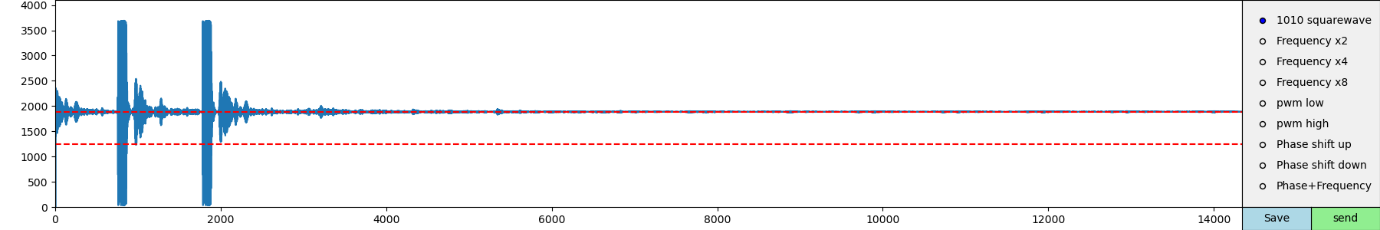 4000
3500
3000
2500
2000
1500
1000
500
0
0 2000 4000 6000 8000 10000 12000 14000
1010 squarewave
Frequency x2
Frequency x4
Frequency x8
pwm low
pwm high
Phase shift up
Phase shift down
Phase+Frequency
Save send